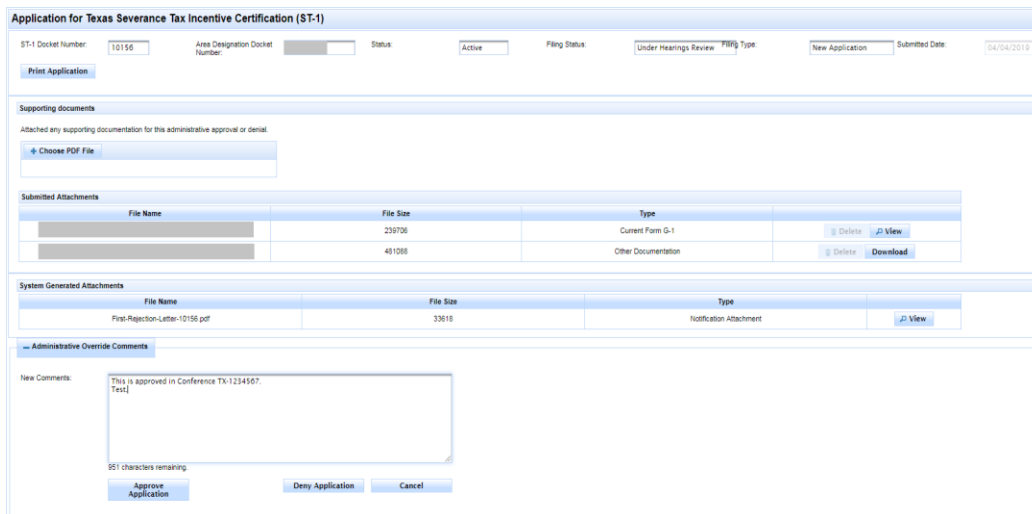 Application for Texas Severance Tax Incentive Certification (ST-1)
ST-1 Docket Number: 10156 Area Designation Docket Number: Status: Active Filing Status: Under Hearings Review Filing Type: New Application Submitted Date: 04/04/2019
Print Application
Supporting documents
Attached any supporting documentation for this administrative approval or denial.
+ Choose PDF File
Submitted Attachments
File Name File Size Type
239706 Current Form G-1 Delete View
461088 Other Documentation Delete Download
System Generated Attachments
File Name File Size Type
First-Rejection-Letter-10156.pdf 33618 Notification Attachment View
Administrative Override Comments
New Comments: This is approved in Conference TX-1234567.
Test.
951 characters remaining.
Approve Application Deny Application Cancel